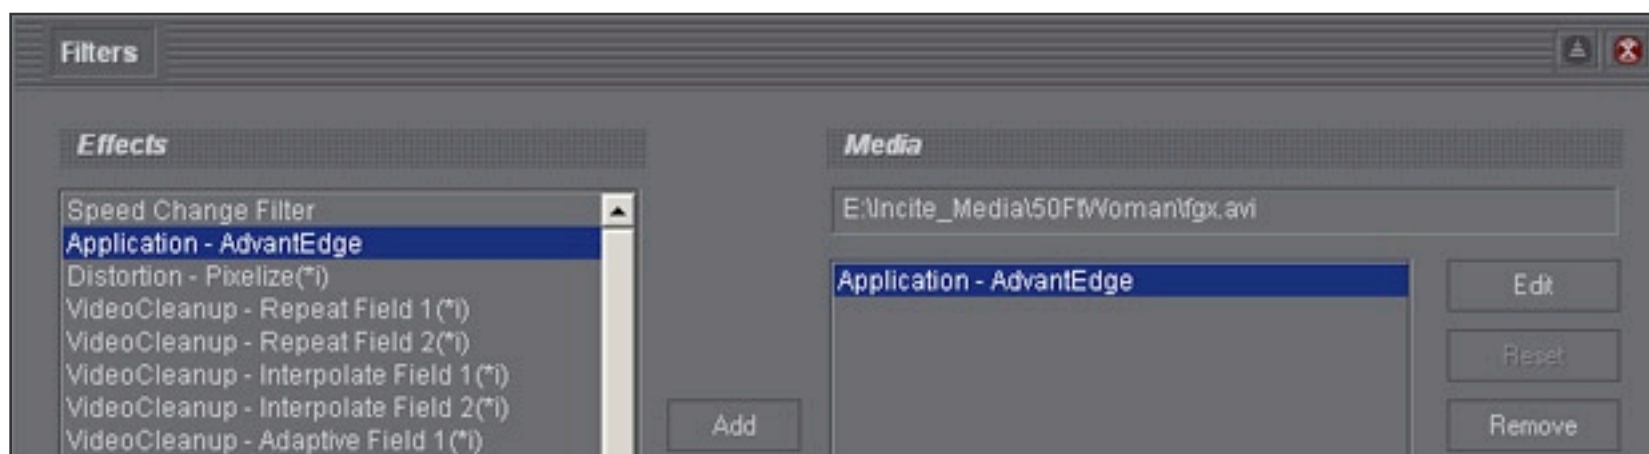 Filters
Effects
Speed Change Filter
Application - AdvantEdge
Distortion - Pixelize(*i)
VideoCleanup - Repeat Field 1(*i)
VideoCleanup - Repeat Field 2(*i)
VideoCleanup - Interpolate Field 1(*i)
VideoCleanup - Interpolate Field 2(*i)
VideoCleanup - Adaptive Field 1(*i)
Add
Media
E:\Incite_Media\50FtWoman\fgx.avi
Application - AdvantEdge
Edit
Reset
Remove